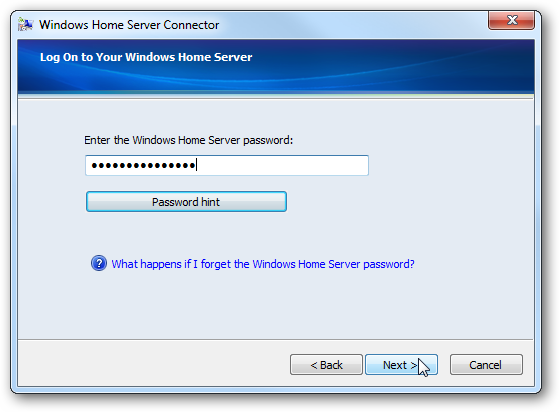 Windows Home Server Connector
Log On to Your Windows Home Server
Enter the Windows Home Server password:
●●●●●●●●●●●●●●●
Password hint
? What happens if I forget the Windows Home Server password?
< Back Next > Cancel